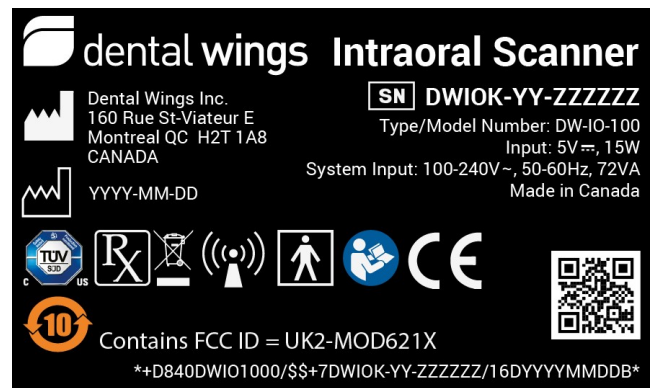 dental wings Intraoral Scanner
Dental Wings Inc.
160 Rue St-Viateur E
Montreal QC H2T 1A8
CANADA
SN DWIOK-YY-ZZZZZZ
Type/Model Number: DW-IO-100
Input: 5V⎓, 15W
System Input: 100-240V~, 50-60Hz, 72VA
Made in Canada
YYYY-MM-DD
TÜV
SÜD
C US
Rx
CE
10
Contains FCC ID = UK2-MOD621X
*+D840DWIO1000/$$+7DWIOK-YY-ZZZZZZ/16DYYYYMMDDB*